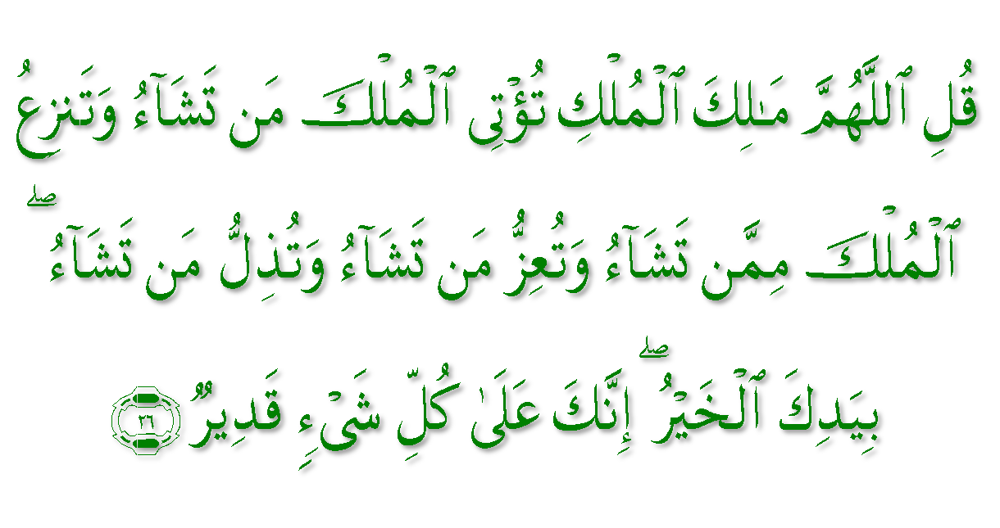 قُلِ ٱللَّهُمَّ مَـٰلِكَ ٱلْمُلْكِ تُؤْتِى ٱلْمُلْكَ مَن تَشَآءُ وَتَنزِعُ
ٱلْمُلْكَ مِمَّن تَشَآءُ وَتُعِزُّ مَن تَشَآءُ وَتُذِلُّ مَن تَشَآءُ ۖ
بِيَدِكَ ٱلْخَيْرُ ۖ إِنَّكَ عَلَىٰ كُلِّ شَىْءٍ قَدِيرٌ ٢٦